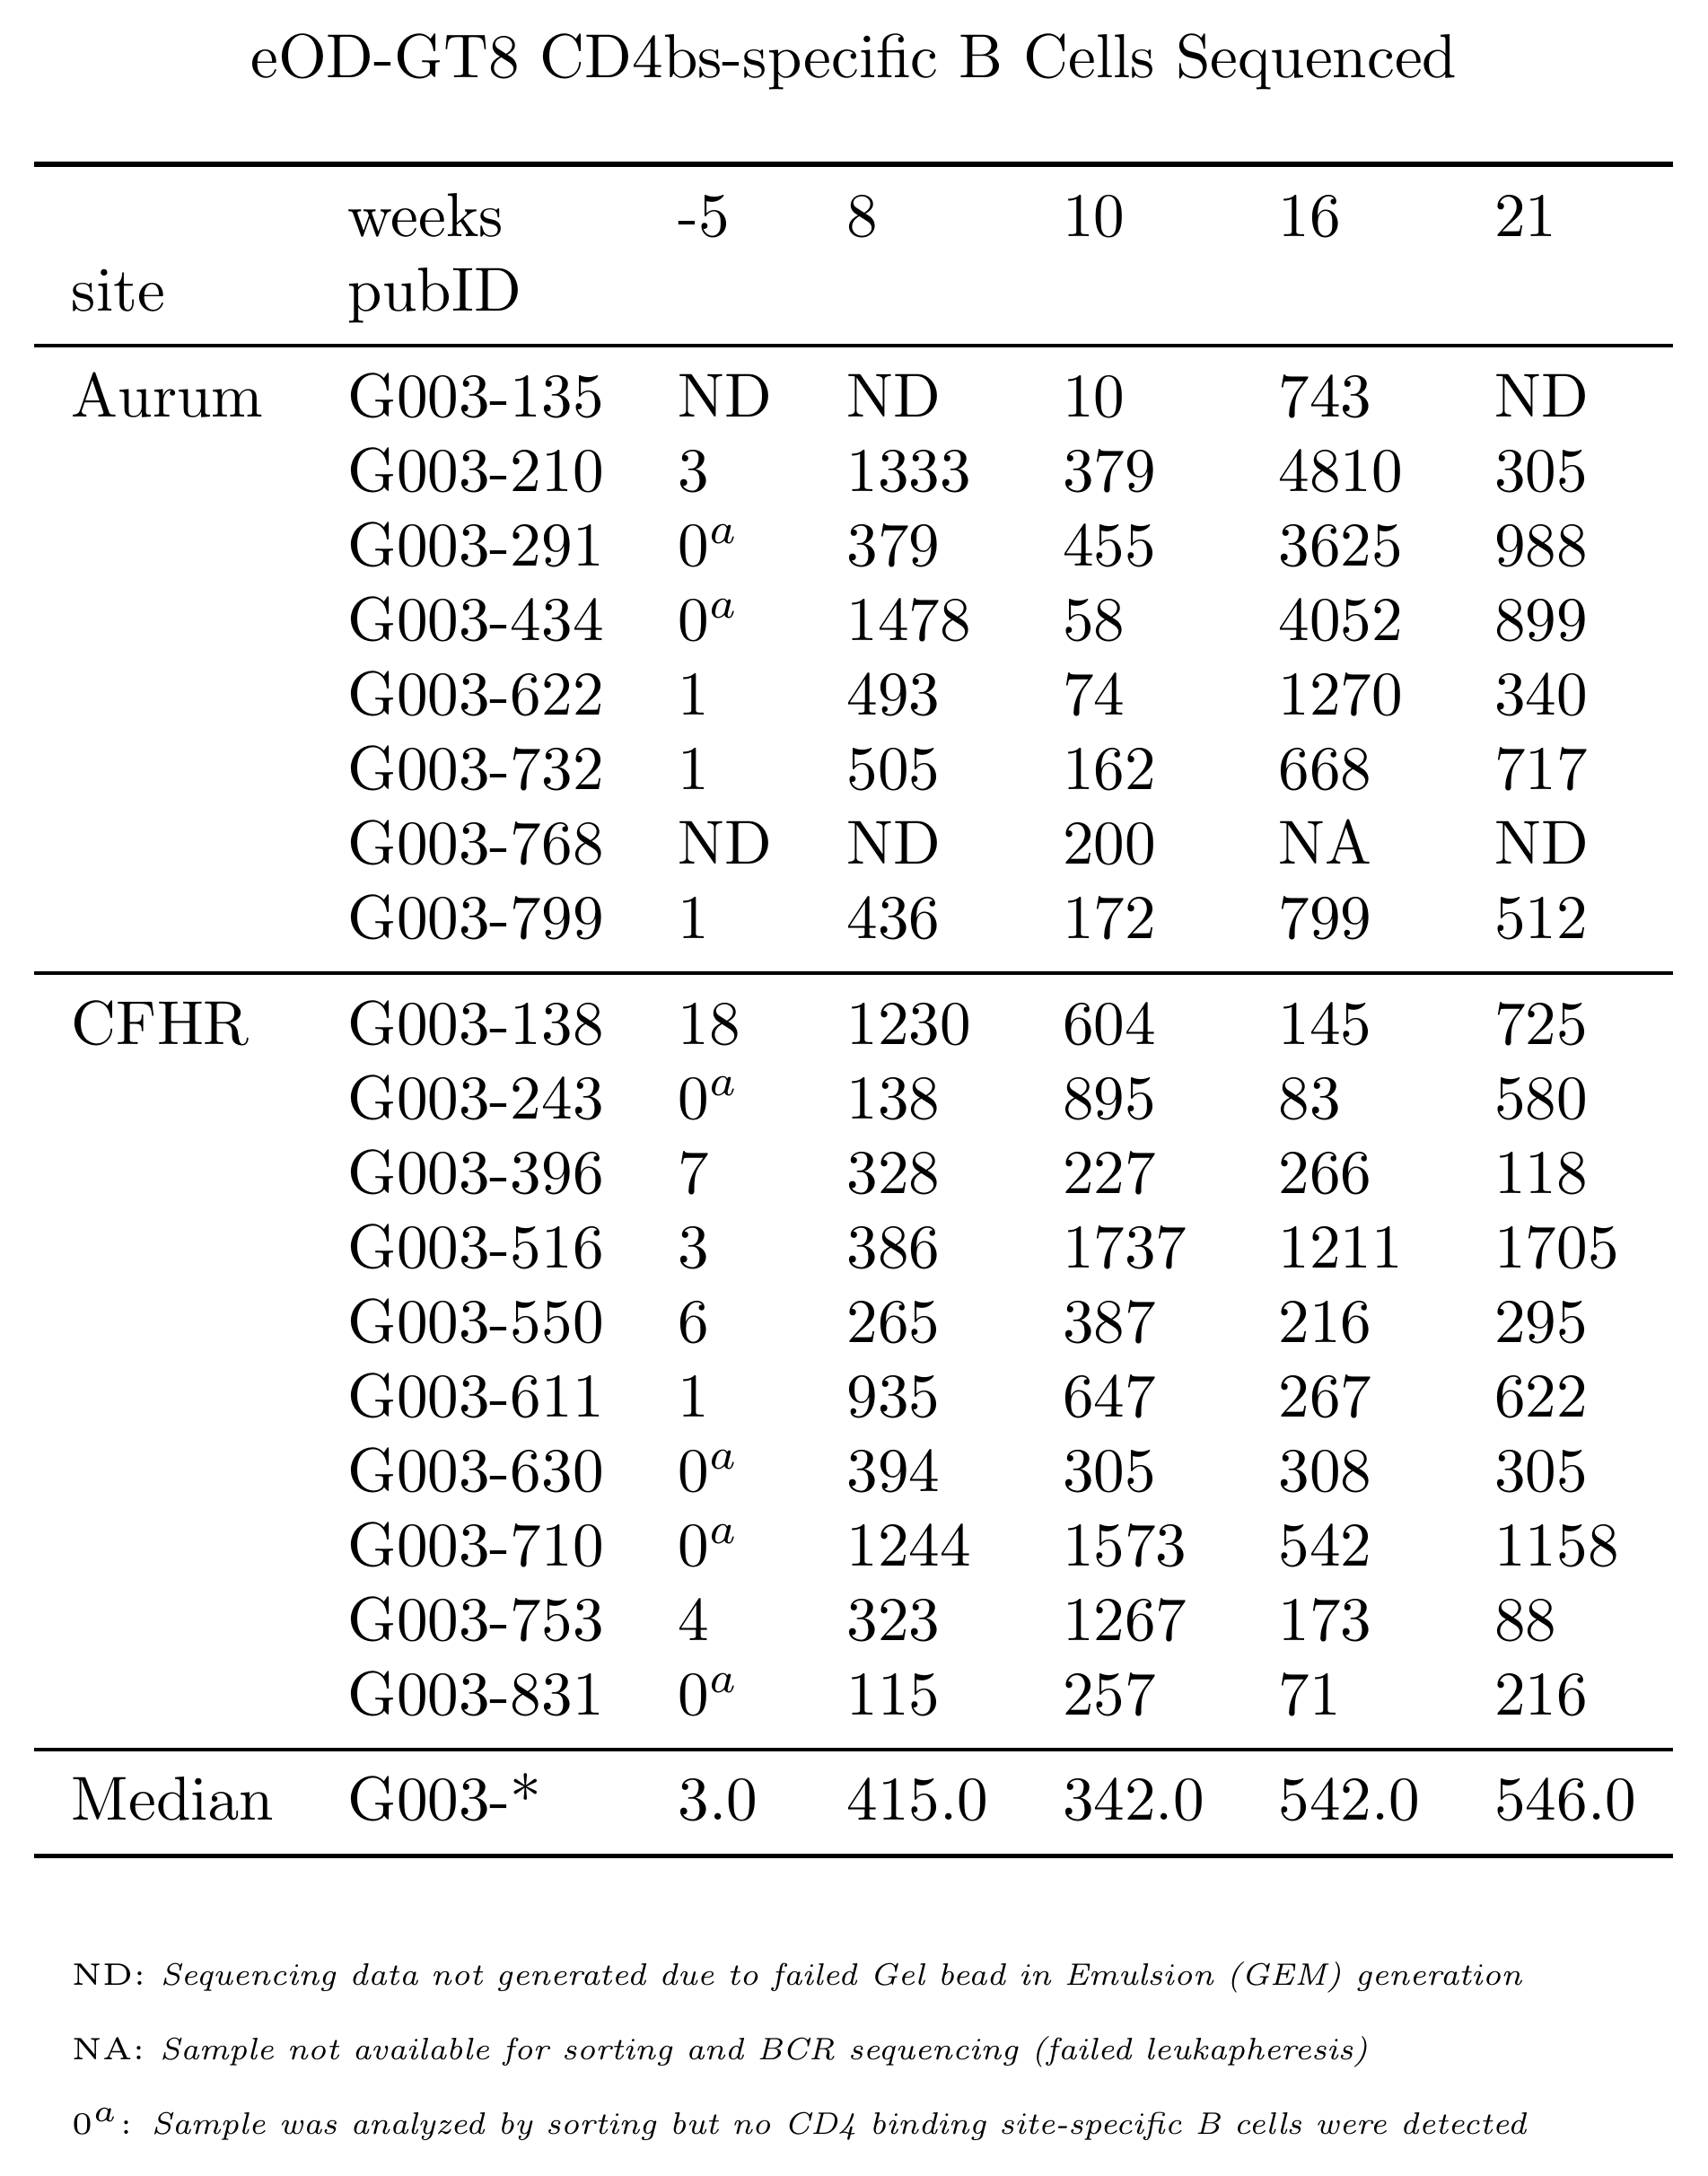 eOD-GT8 CD4bs-specific B Cells Sequenced
weeks -5 8 10 16 21
site pubID
Aurum G003-135 ND ND 10 743 ND
G003-210 3 1333 379 4810 305
G003-291 0ᵃ 379 455 3625 988
G003-434 0ᵃ 1478 58 4052 899
G003-622 1 493 74 1270 340
G003-732 1 505 162 668 717
G003-768 ND ND 200 NA ND
G003-799 1 436 172 799 512
CFHR G003-138 18 1230 604 145 725
G003-243 0ᵃ 138 895 83 580
G003-396 7 328 227 266 118
G003-516 3 386 1737 1211 1705
G003-550 6 265 387 216 295
G003-611 1 935 647 267 622
G003-630 0ᵃ 394 305 308 305
G003-710 0ᵃ 1244 1573 542 1158
G003-753 4 323 1267 173 88
G003-831 0ᵃ 115 257 71 216
Median G003-* 3.0 415.0 342.0 542.0 546.0
ND: Sequencing data not generated due to failed Gel bead in Emulsion (GEM) generation
NA: Sample not available for sorting and BCR sequencing (failed leukapheresis)
0ᵃ: Sample was analyzed by sorting but no CD4 binding site-specific B cells were detected